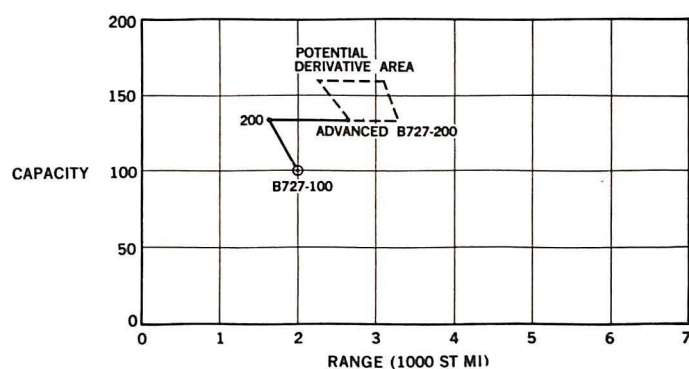 200
POTENTIAL
DERIVATIVE AREA
150
200
ADVANCED B727-200
CAPACITY
100
B727-100
50
0
0 1 2 3 4 5 6 7
RANGE (1000 ST MI)